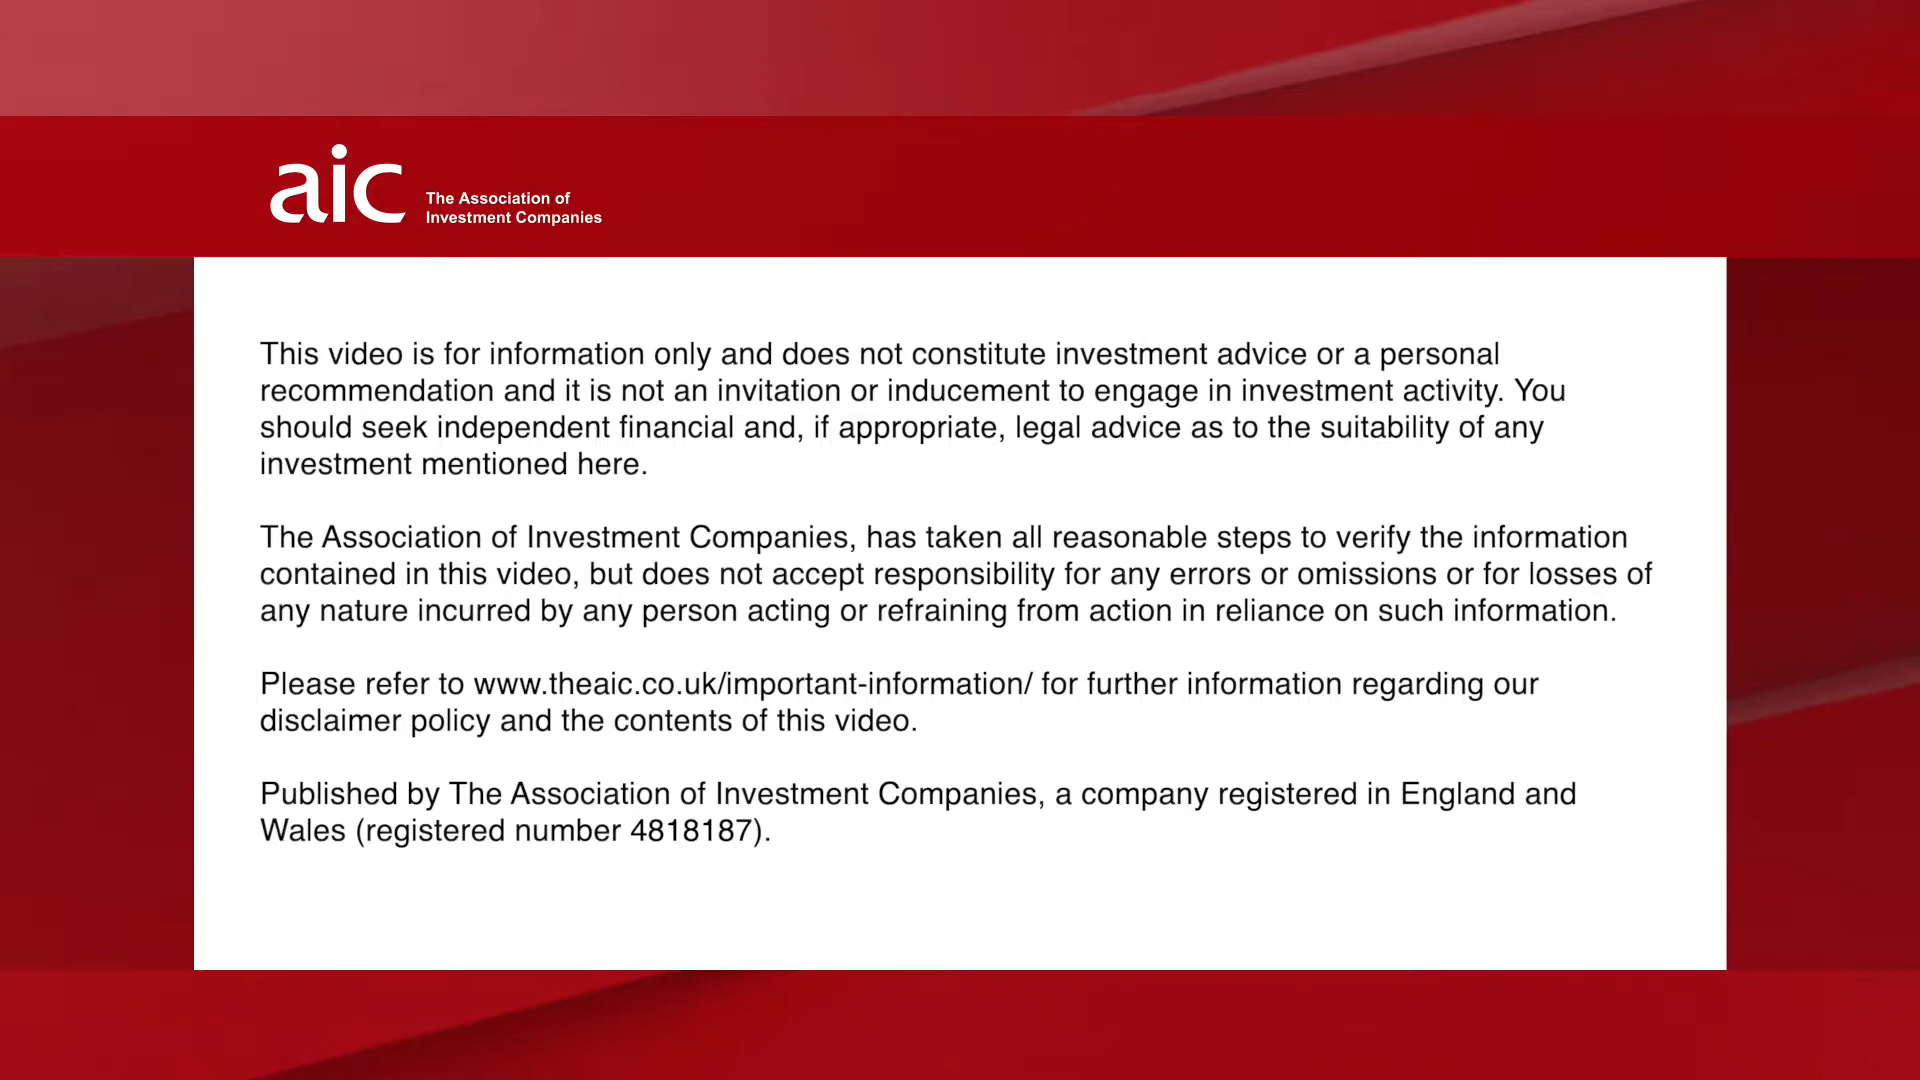 aic
The Association of
Investment Companies
This video is for information only and does not constitute investment advice or a personal
recommendation and it is not an invitation or inducement to engage in investment activity. You
should seek independent financial and, if appropriate, legal advice as to the suitability of any
investment mentioned here.
The Association of Investment Companies, has taken all reasonable steps to verify the information
contained in this video, but does not accept responsibility for any errors or omissions or for losses of
any nature incurred by any person acting or refraining from action in reliance on such information.
Please refer to www.theaic.co.uk/important-information/ for further information regarding our
disclaimer policy and the contents of this video.
Published by The Association of Investment Companies, a company registered in England and
Wales (registered number 4818187).